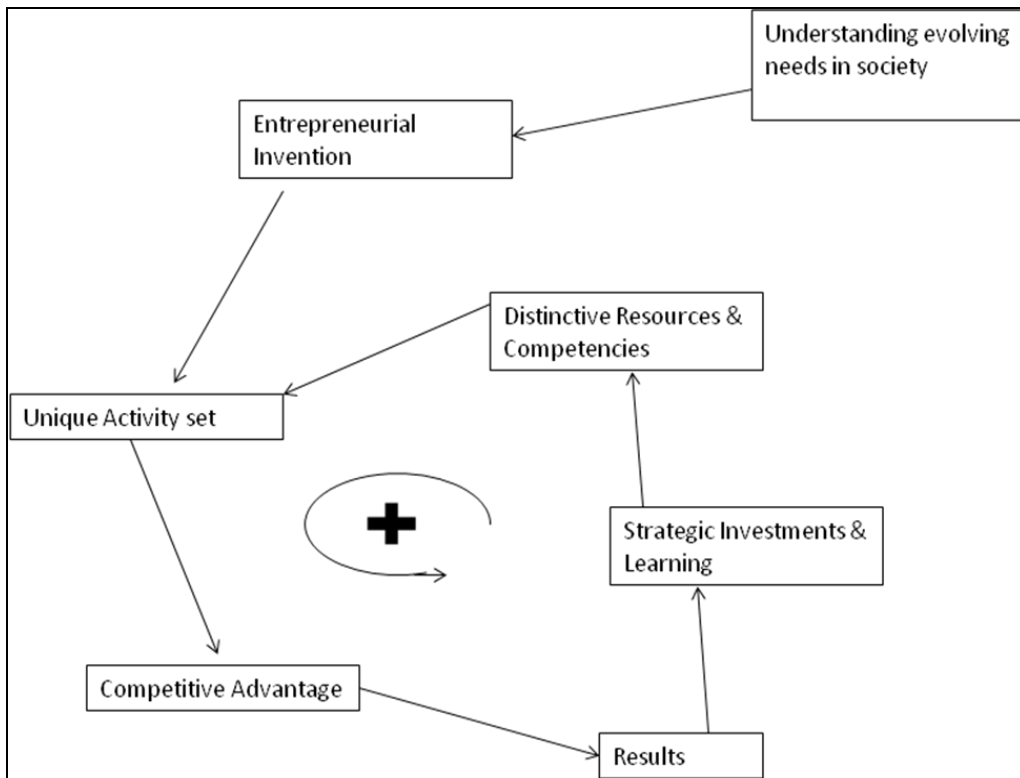 Understanding evolving
needs in society
Entrepreneurial
Invention
Distinctive Resources &
Competencies
Unique Activity set
Strategic Investments &
Learning
Competitive Advantage
Results